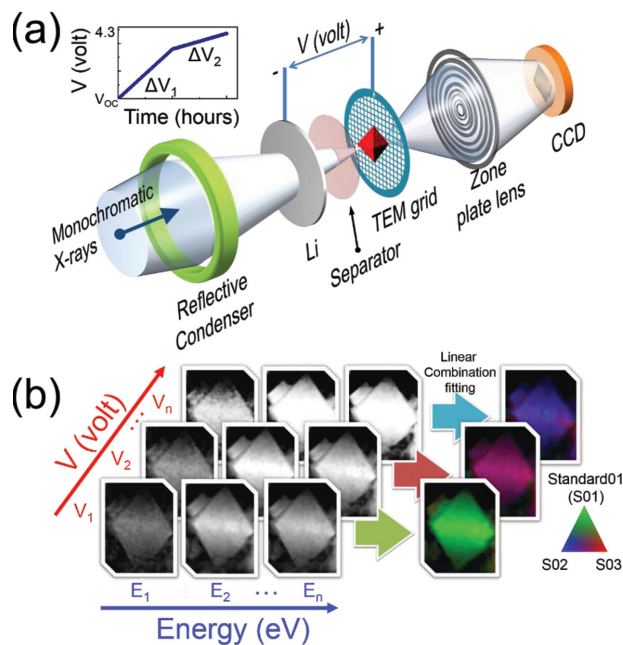 (a)
4.3
V (volt)
ΔV1
ΔV2
VOC
Time (hours)
V (volt)
-
+
Monochromatic
X-rays
Reflective
Condenser
Li
Separator
TEM grid
Zone
plate lens
CCD
(b)
V (volt)
Vn
...
V2
V1
Linear
Combination
fitting
Standard01
(S01)
S02
S03
E1
E2
...
En
Energy (eV)